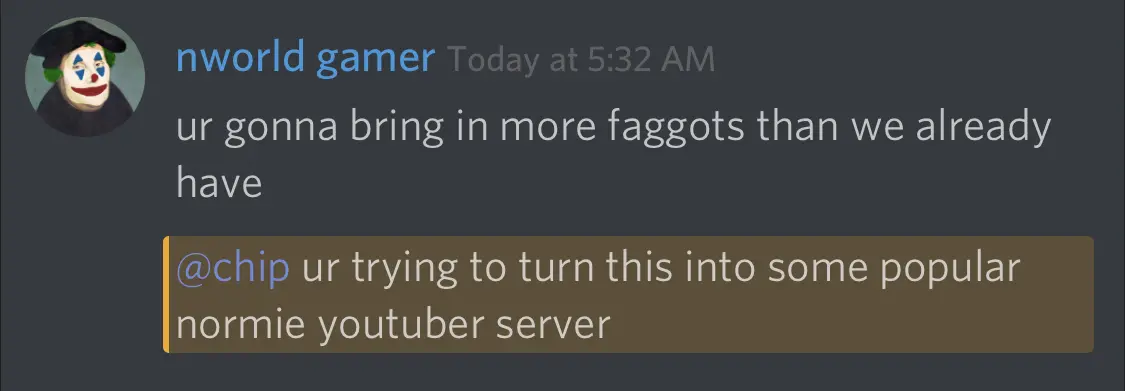 nworld gamer Today at 5:32 AM
ur gonna bring in more faggots than we already
have
@chip ur trying to turn this into some popular
normie youtuber server